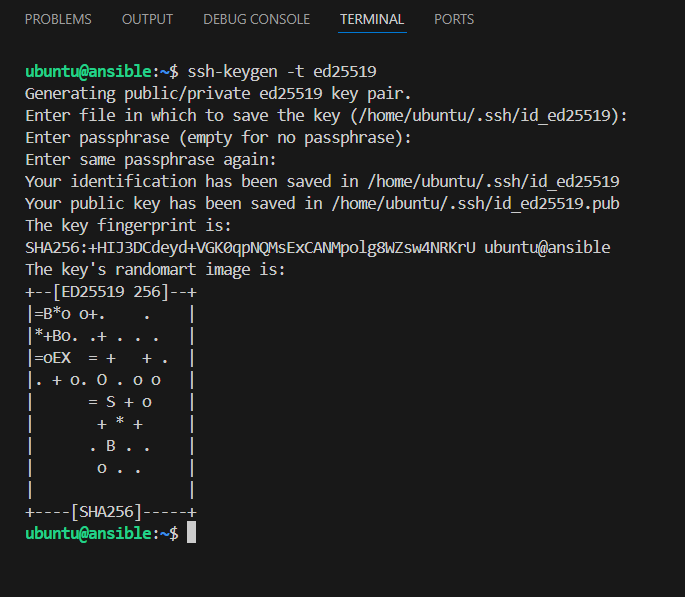 PROBLEMS OUTPUT DEBUG CONSOLE TERMINAL PORTS
ubuntu@ansible:~$ ssh-keygen -t ed25519
Generating public/private ed25519 key pair.
Enter file in which to save the key (/home/ubuntu/.ssh/id_ed25519):
Enter passphrase (empty for no passphrase):
Enter same passphrase again:
Your identification has been saved in /home/ubuntu/.ssh/id_ed25519
Your public key has been saved in /home/ubuntu/.ssh/id_ed25519.pub
The key fingerprint is:
SHA256:+HIJ3DCdeyd+VGK0qpNQMsExCANMpolg8WZsw4NRKrU ubuntu@ansible
The key's randomart image is:
+--[ED25519 256]--+
|=B*o o+.    .    |
|*+Bo. .+ . . .   |
|=oEX  = +   + .  |
|. + o. O . o o   |
|      = S + o    |
|       + * +     |
|      . B . .    |
|       o . .     |
|                 |
+----[SHA256]-----+
ubuntu@ansible:~$